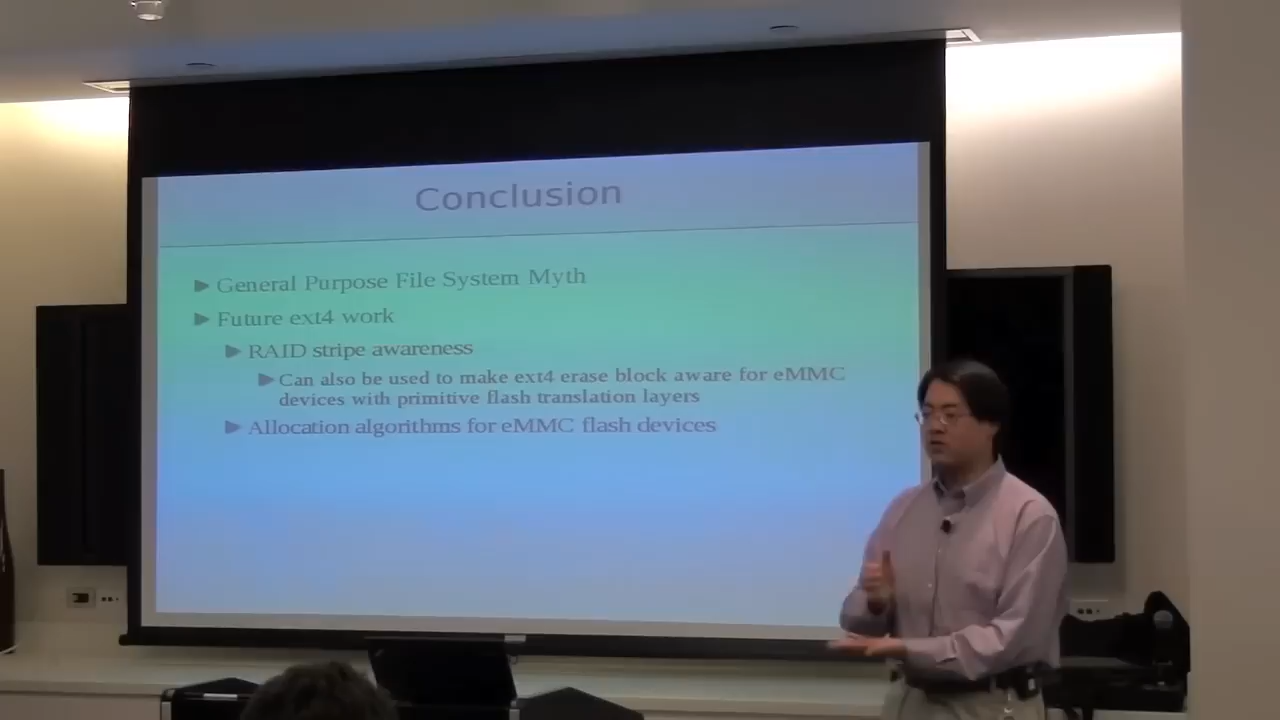 Conclusion
General Purpose File System Myth
Future ext4 work
RAID stripe awareness
Can also be used to make ext4 erase block aware for eMMC
devices with primitive flash translation layers
Allocation algorithms for eMMC flash devices